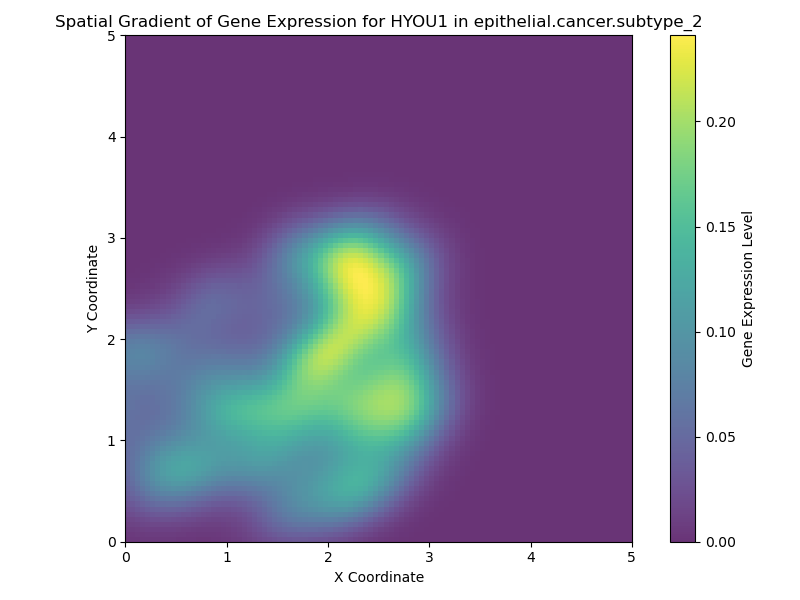 Spatial Gradient of Gene Expression for HYOU1 in epithelial.cancer.subtype_2
5
4
3
2
1
0
0 1 2 3 4 5
X Coordinate
Y Coordinate
0.20
0.15
0.10
0.05
0.00
Gene Expression Level